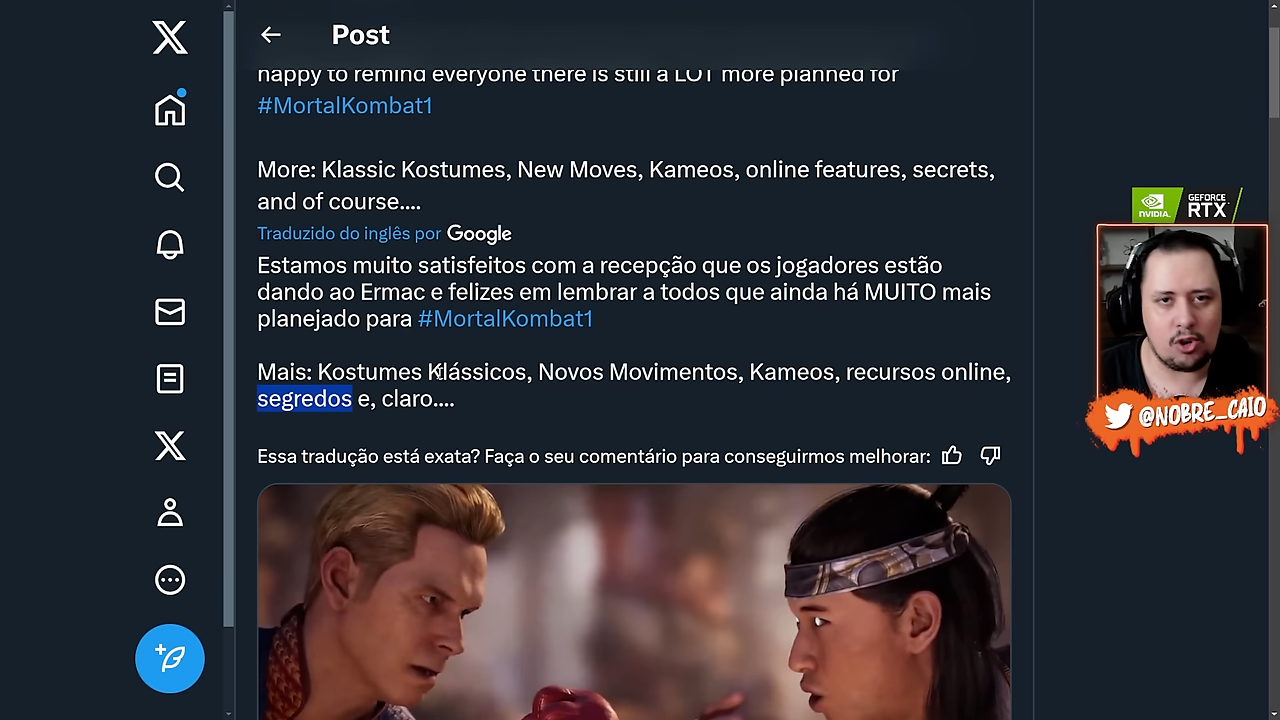 Post
happy to remind everyone there is still a LOT more planned for
#MortalKombat1
More: Klassic Kostumes, New Moves, Kameos, online features, secrets,
and of course....
Traduzido do inglês por Google
Estamos muito satisfeitos com a recepção que os jogadores estão
dando ao Ermac e felizes em lembrar a todos que ainda há MUITO mais
planejado para #MortalKombat1
Mais: Kostumes Klássicos, Novos Movimentos, Kameos, recursos online,
segredos e, claro....
Essa tradução está exata? Faça o seu comentário para conseguirmos melhorar:
NVIDIA. GEFORCE
RTX
@NOBRE_CAIO